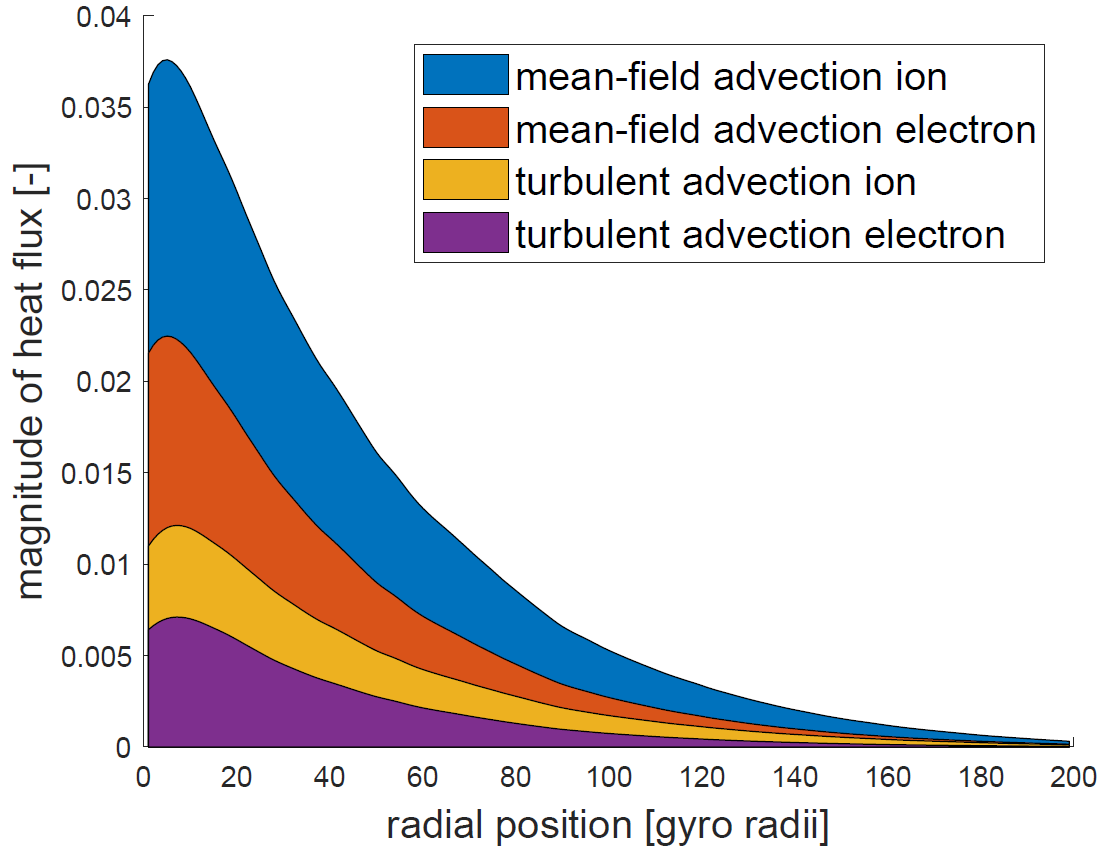 0.04
0.035
0.03
0.025
0.02
0.015
0.01
0.005
0
magnitude of heat flux [-]
mean-field advection ion
mean-field advection electron
turbulent advection ion
turbulent advection electron
0 20 40 60 80 100 120 140 160 180 200
radial position [gyro radii]